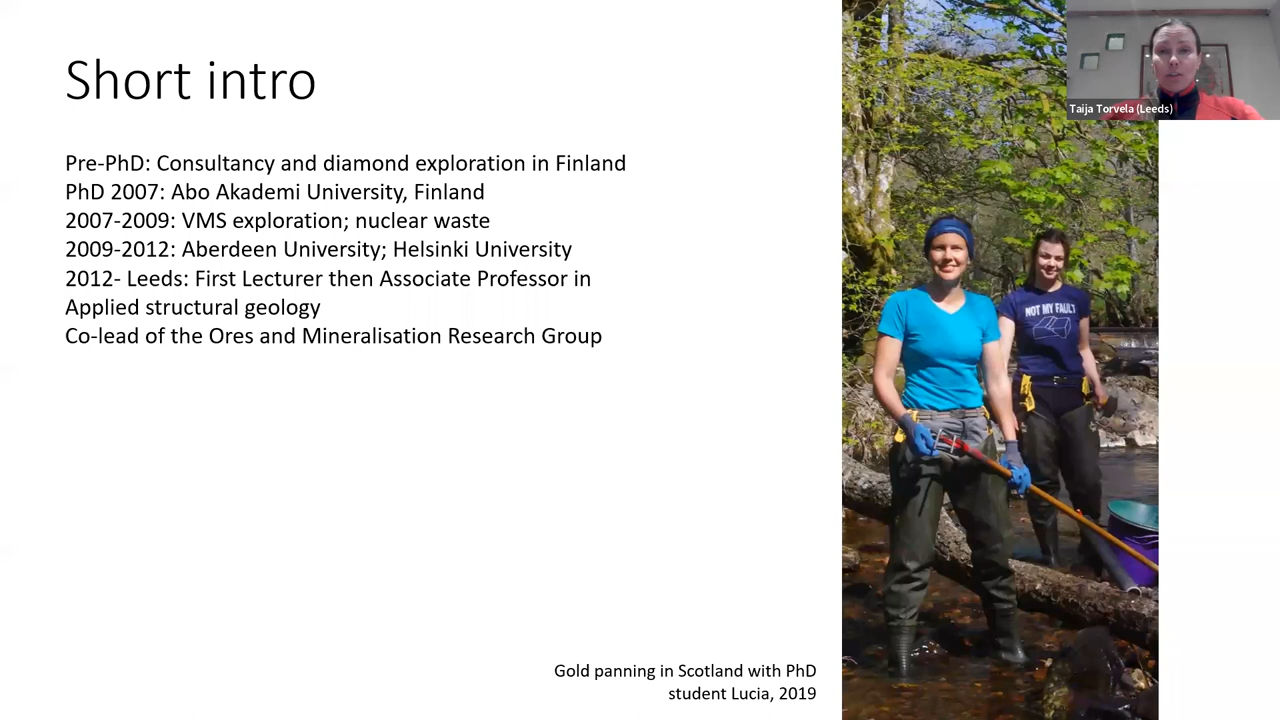 Short intro
Taija Torvela (Leeds)
Pre-PhD: Consultancy and diamond exploration in Finland
PhD 2007: Abo Akademi University, Finland
2007-2009: VMS exploration; nuclear waste
2009-2012: Aberdeen University; Helsinki University
2012- Leeds: First Lecturer then Associate Professor in
Applied structural geology
Co-lead of the Ores and Mineralisation Research Group
NOT MY FAULT
Gold panning in Scotland with PhD
student Lucia, 2019